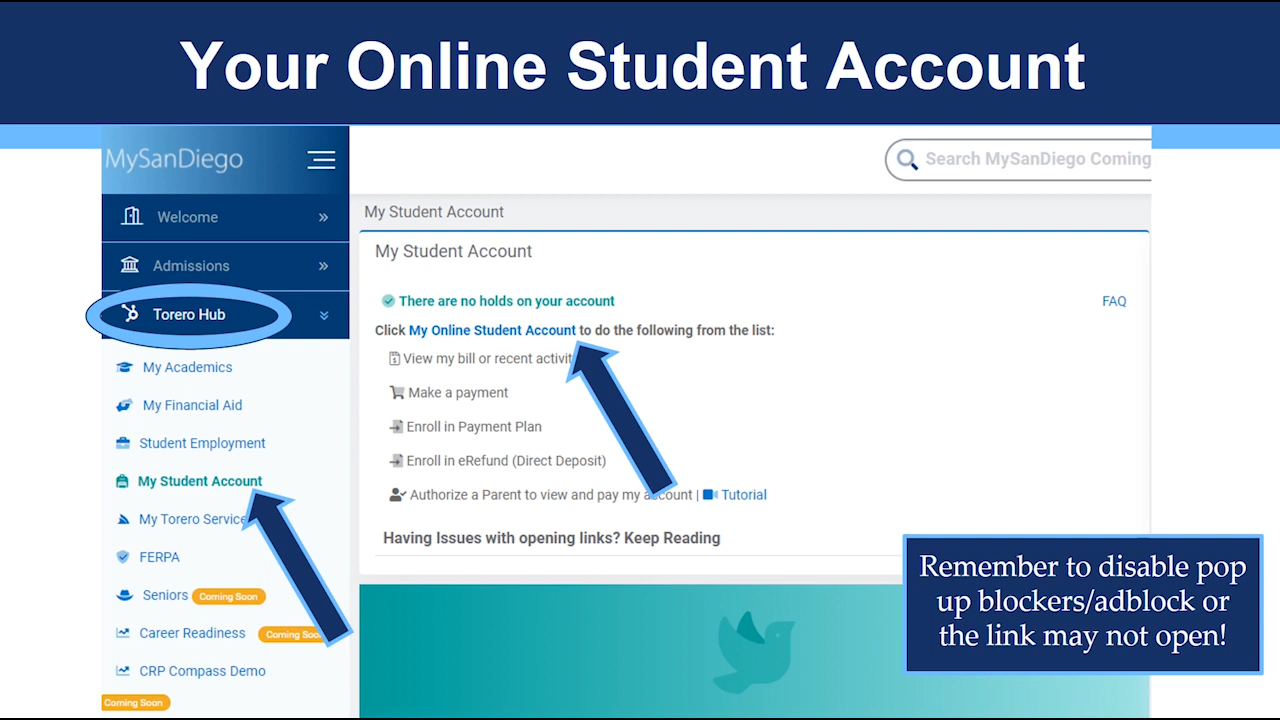 Your Online Student Account
MySanDiego
Search MySanDiego Coming
Welcome
Admissions
Torero Hub
My Academics
My Financial Aid
Student Employment
My Student Account
My Torero Service
FERPA
Seniors Coming Soon
Career Readiness Coming Soo
CRP Compass Demo
Coming Soon
My Student Account
My Student Account
There are no holds on your account
FAQ
Click My Online Student Account to do the following from the list:
View my bill or recent activit
Make a payment
Enroll in Payment Plan
Enroll in eRefund (Direct Deposit)
Authorize a Parent to view and pay my account | Tutorial
Having Issues with opening links? Keep Reading
Remember to disable pop
up blockers/adblock or
the link may not open!